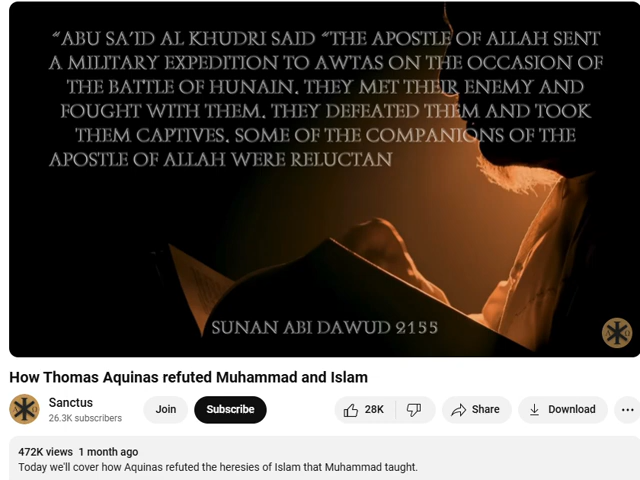 “ABU SA’ID AL KHUDRI SAID “THE APOSTLE OF ALLAH SENT
A MILITARY EXPEDITION TO AWTAS ON THE OCCASION OF
THE BATTLE OF HUNAIN. THEY MET THEIR ENEMY AND
FOUGHT WITH THEM. THEY DEFEATED THEM AND TOOK
THEM CAPTIVES. SOME OF THE COMPANIONS OF THE
APOSTLE OF ALLAH WERE RELUCTAN
SUNAN ABI DAWUD 2155
How Thomas Aquinas refuted Muhammad and Islam
Sanctus
26.3K subscribers
Join
Subscribe
28K
Share
Download
472K views 1 month ago
Today we'll cover how Aquinas refuted the heresies of Islam that Muhammad taught.